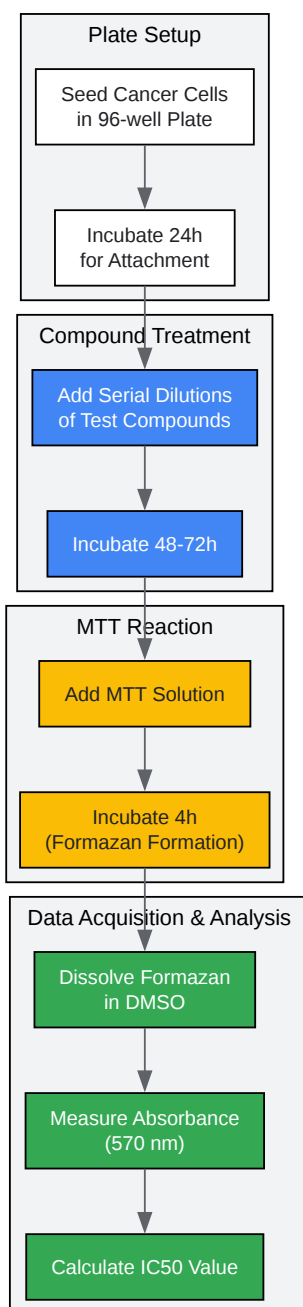 Plate Setup
Seed Cancer Cells
in 96-well Plate
Incubate 24h
for Attachment
Compound Treatment
Add Serial Dilutions
of Test Compounds
Incubate 48-72h
MTT Reaction
Add MTT Solution
Incubate 4h
(Formazan Formation)
Data Acquisition & Analysis
Dissolve Formazan
in DMSO
Measure Absorbance
(570 nm)
Calculate IC50 Value